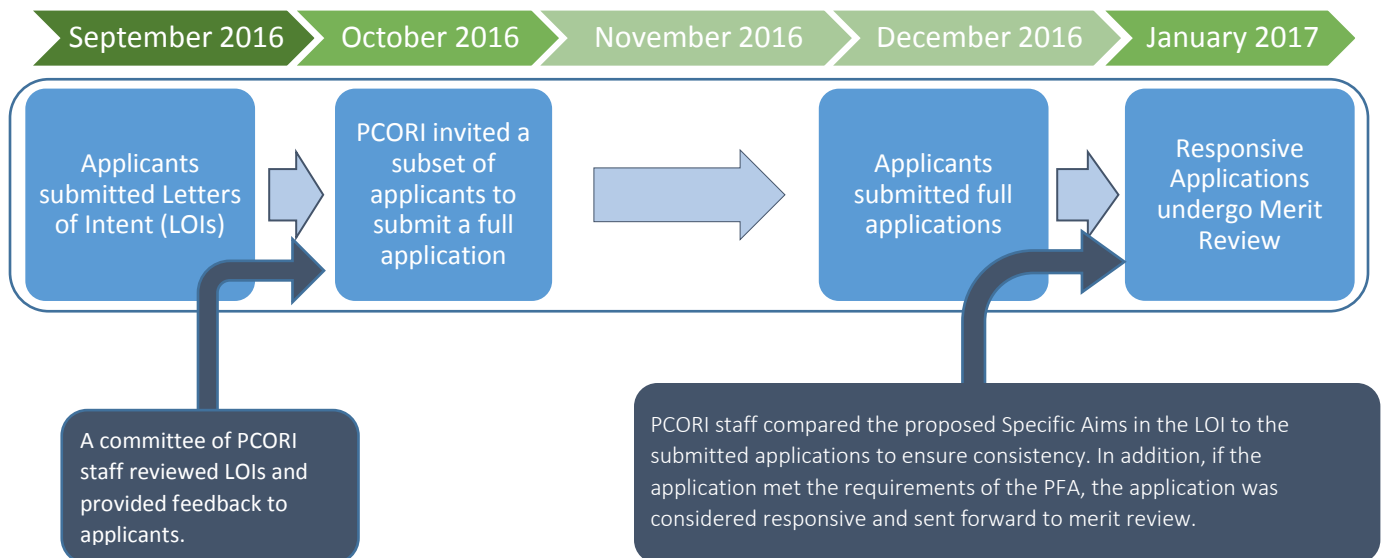 September 2016
October 2016
November 2016
December 2016
January 2017
Applicants
submitted Letters
of Intent (LOIs)
PCORI invited a
subset of
applicants to
submit a full
application
Applicants
submitted full
applications
Responsive
Applications
undergo Merit
Review
A committee of PCORI
staff reviewed LOIs and
provided feedback to
applicants.
PCORI staff compared the proposed Specific Aims in the LOI to the
submitted applications to ensure consistency. In addition, if the
application met the requirements of the PFA, the application was
considered responsive and sent forward to merit review.